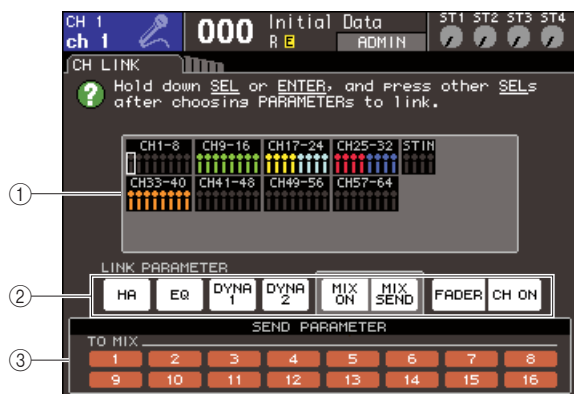 CH 1
ch 1
000
Initial Data
R E
ADMIN
ST1 ST2 ST3 ST4
CH LINK
? Hold down SEL or ENTER, and press other SELs
after choosing PARAMETERs to link.
①
CH1-8 CH9-16 CH17-24 CH25-32 STIN
CH33-40 CH41-48 CH49-56 CH57-64
LINK PARAMETER
②
HA EQ DYNA 1 DYNA 2 MIX ON MIX SEND FADER CH ON
SEND PARAMETER
TO MIX
③
1 2 3 4 5 6 7 8
9 10 11 12 13 14 15 16